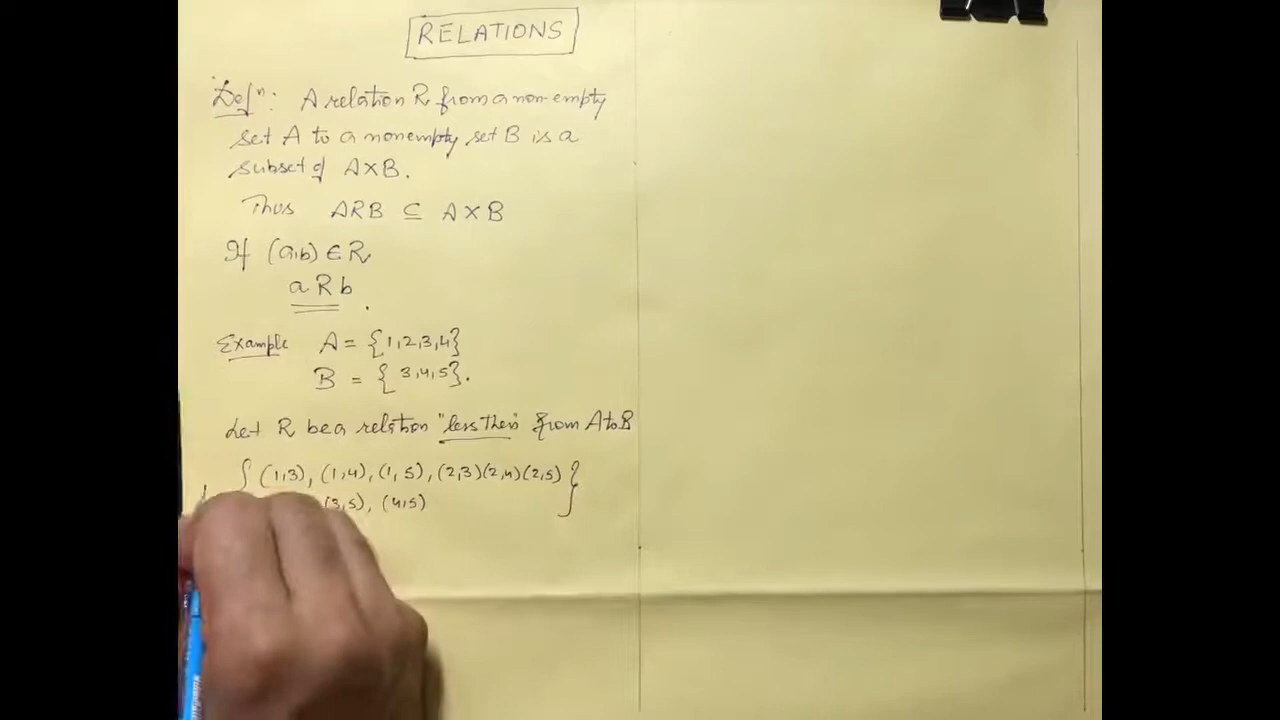 RELATIONS
Defⁿ: A relation R from a non-empty
set A to a nonempty set B is a
subset of A×B.
Thus ARB ⊆ A×B
If (a,b) ∈ R
a R b .
Example A = {1,2,3,4}
B = { 3,4,5}.
Let R be a relation "less then" from A to B
{ (1,3), (1,4), (1,5), (2,3)(2,4)(2,5) }
(3,5), (4,5)